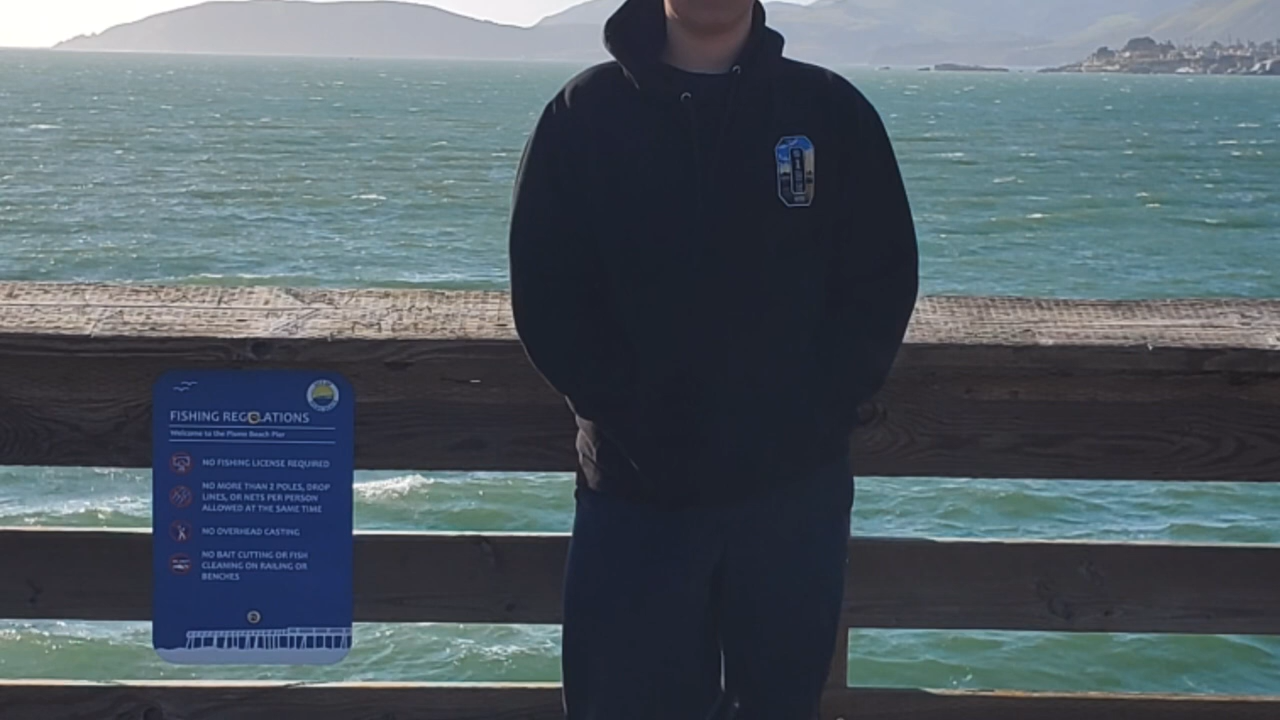 FISHING REGULATIONS
Welcome to the Pismo Beach Pier
NO FISHING LICENSE REQUIRED
NO MORE THAN 2 POLES, DROP
LINES, OR NETS PER PERSON
ALLOWED AT THE SAME TIME
NO OVERHEAD CASTING
NO BAIT CUTTING OR FISH
CLEANING ON RAILING OR
BENCHES